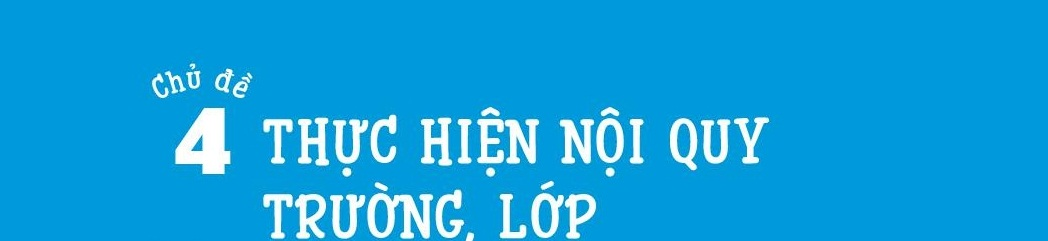 Chủ đề
4 THỰC HIỆN NỘI QUY
TRƯỜNG, LỚP